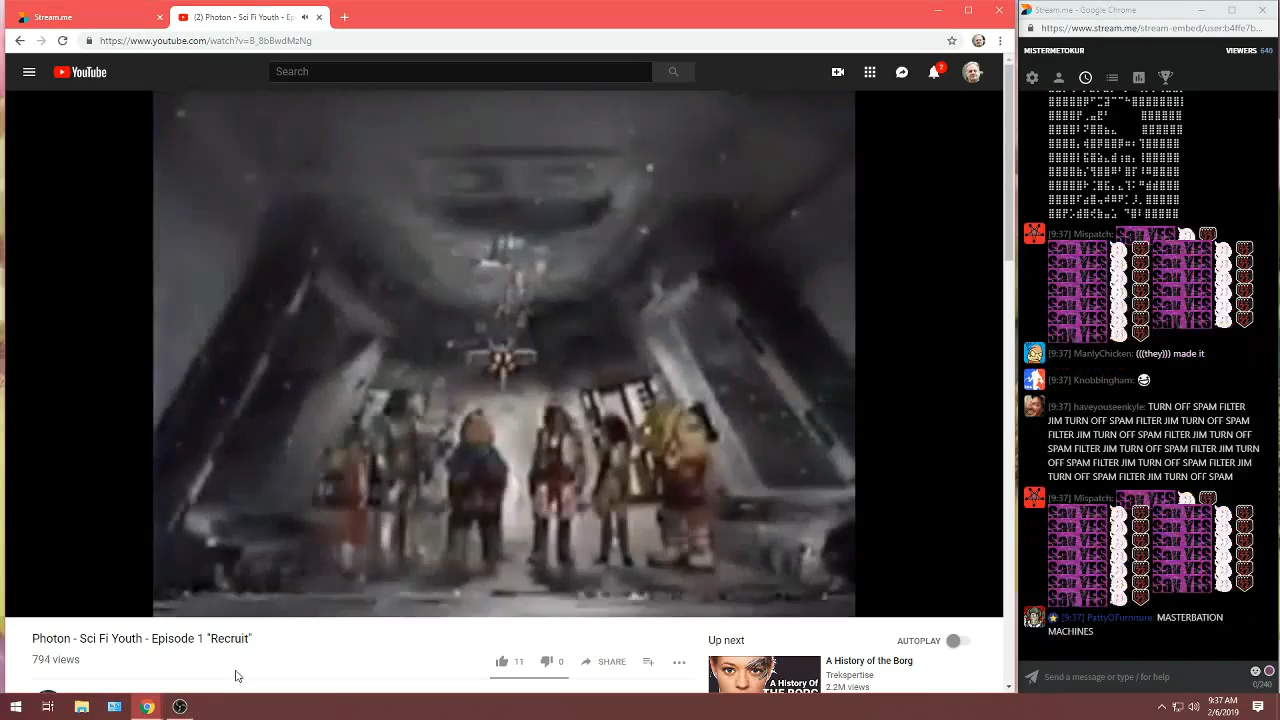 Stream.me
(2) Photon - Sci Fi Youth - Ep
https://www.youtube.com/watch?v=B_8bBwdMzNg
YouTube
Search
2
Photon - Sci Fi Youth - Episode 1 "Recruit"
794 views
11
0
SHARE
Up next
AUTOPLAY
A History of the Borg
Trekspertise
2.2M views
A History Of
THE BORG
Stream.me - Google Chrome
https://www.stream.me/stream-embed/user:b4ffe7b...
MISTERMETOKUR
VIEWERS 640
[9:37] Mispatch:
[9:37] ManlyChicken: (((they))) made it
[9:37] Knobbingham:
[9:37] haveyouseenkyle: TURN OFF SPAM FILTER
JIM TURN OFF SPAM FILTER JIM TURN OFF SPAM
FILTER JIM TURN OFF SPAM FILTER JIM TURN OFF
SPAM FILTER JIM TURN OFF SPAM FILTER JIM TURN
OFF SPAM FILTER JIM TURN OFF SPAM FILTER JIM
TURN OFF SPAM FILTER JIM TURN OFF SPAM
[9:37] Mispatch:
[9:37] PattyOFurniture: MASTERBATION
MACHINES
Send a message or type / for help
0/240
9:37 AM
2/6/2019